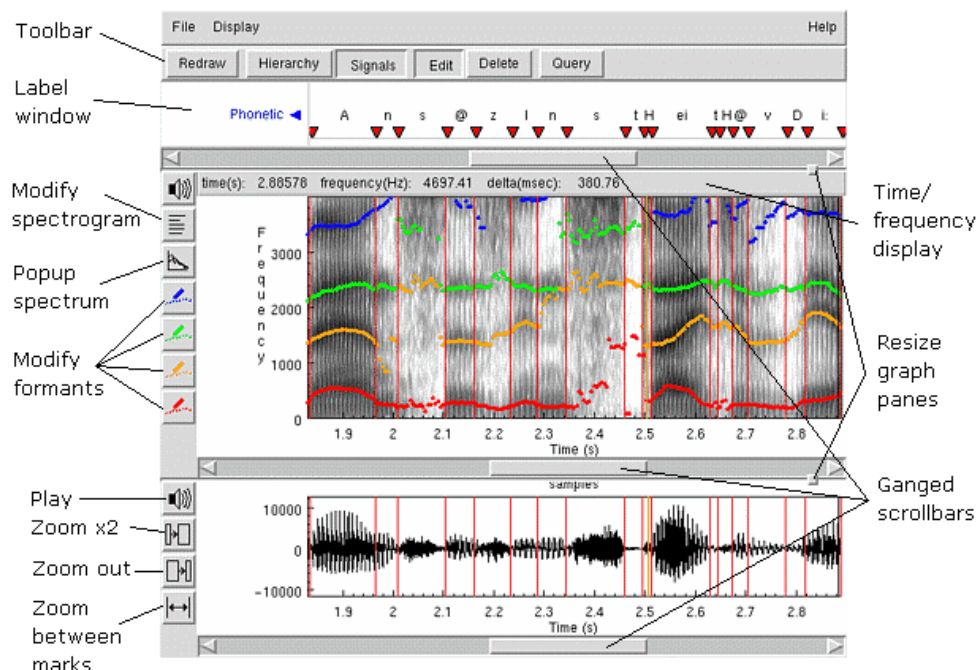 Toolbar
File Display Help
Redraw Hierarchy Signals Edit Delete Query
Label
window
Phonetic
A n s @ z I n s t H ei t H @ v D i:
Modify
spectrogram
time(s): 2.88578 frequency(Hz): 4697.41 delta(msec): 380.76
Time/
frequency
display
Popup
spectrum
Modify
formants
Frequency
3000
2000
1000
0
1.9 2 2.1 2.2 2.3 2.4 2.5 2.6 2.7 2.8
Time (s)
Resize
graph
panes
Ganged
scrollbars
Play
Zoom x2
Zoom out
Zoom
between
marks
samples
10000
0
-10000
1.9 2 2.1 2.2 2.3 2.4 2.5 2.6 2.7 2.8
Time (s)